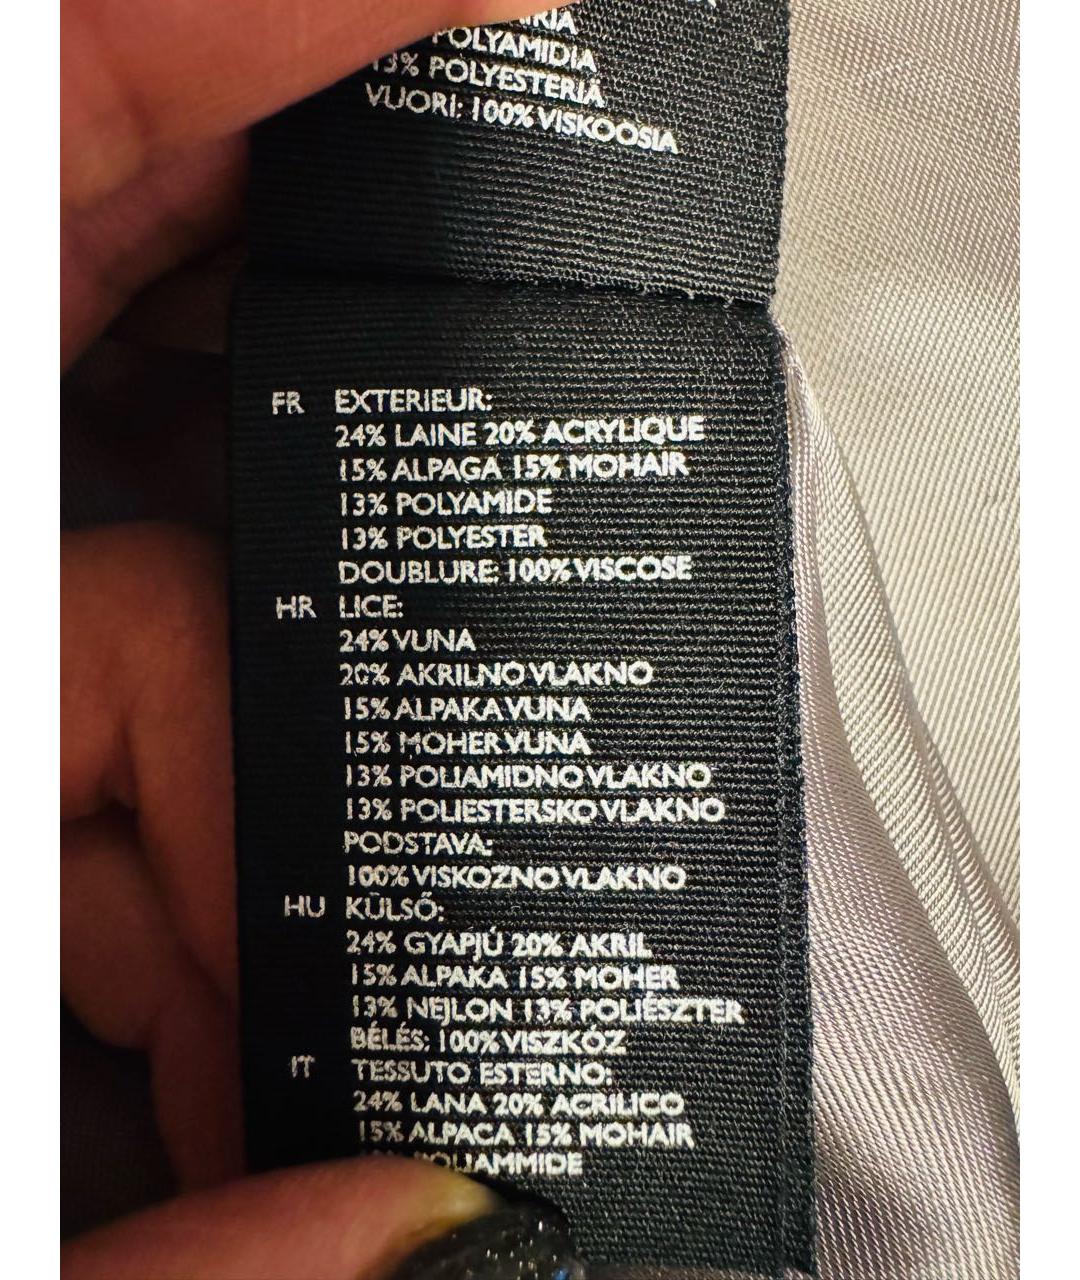 POLYAMIDIA
13% POLYESTERIÄ
VUORI: 100% VISKOOSIA
FR EXTERIEUR:
24% LAINE 20% ACRYLIQUE
15% ALPAGA 15% MOHAIR
13% POLYAMIDE
13% POLYESTER
DOUBLURE: 100% VISCOSE
HR LICE:
24% VUNA
20% AKRILNO VLAKNO
15% ALPAKA VUNA
15% MOHER VUNA
13% POLIAMIDNO VLAKNO
13% POLIESTERSKO VLAKNO
PODSTAVA:
100% VISKOZNO VLAKNO
HU KÜLSŐ:
24% GYAPJÚ 20% AKRIL
15% ALPAKA 15% MOHER
13% NEJLON 13% POLIÉSZTER
BÉLÉS: 100% VISZKÓZ
IT TESSUTO ESTERNO:
24% LANA 20% ACRILICO
15% ALPACA 15% MOHAIR
POLIAMMIDE